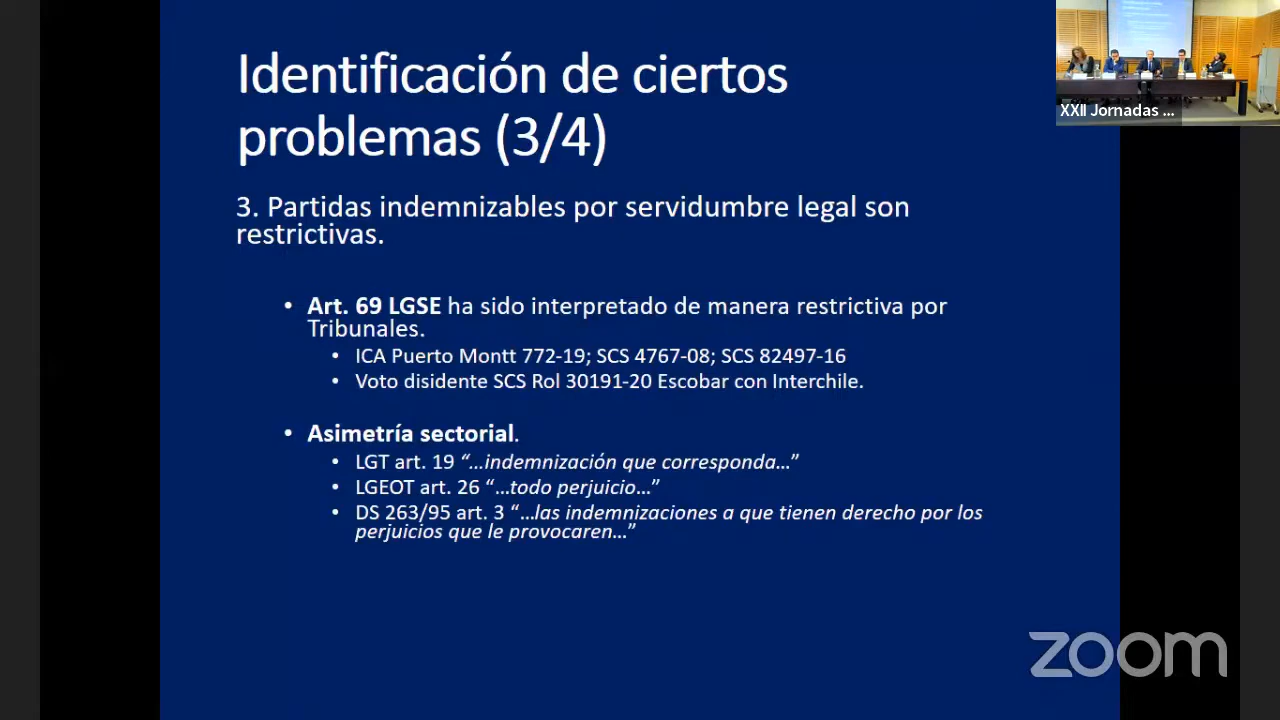 Identificación de ciertos
problemas (3/4)
XXII Jornadas ...
3. Partidas indemnizables por servidumbre legal son
restrictivas.
• Art. 69 LGSE ha sido interpretado de manera restrictiva por
Tribunales.
• ICA Puerto Montt 772-19; SCS 4767-08; SCS 82497-16
• Voto disidente SCS Rol 30191-20 Escobar con Interchile.
• Asimetría sectorial.
• LGT art. 19 “…indemnización que corresponda…”
• LGEOT art. 26 “…todo perjuicio…”
• DS 263/95 art. 3 “…las indemnizaciones a que tienen derecho por los
perjuicios que le provocaren…”
zoom